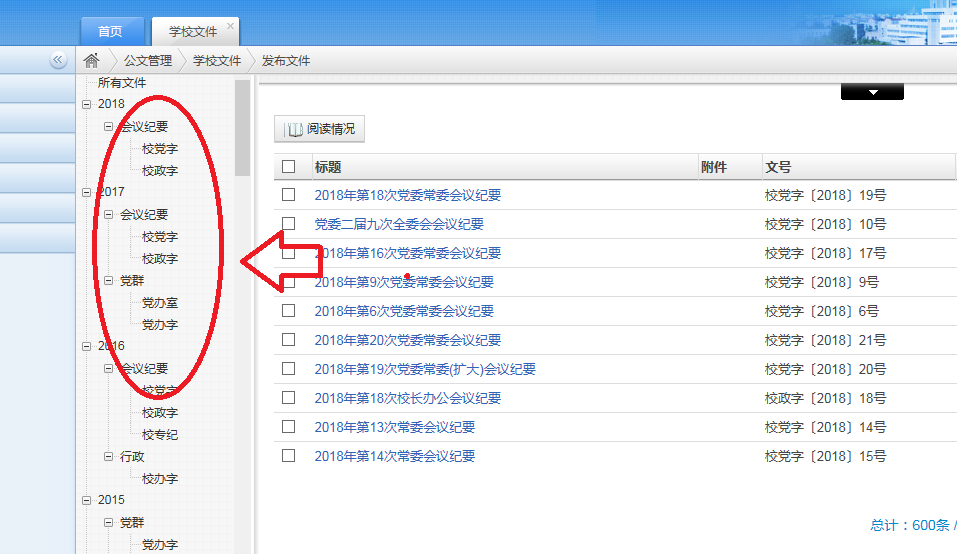 首页
学校文件
公文管理 学校文件 发布文件
所有文件
2018
会议纪要
校党字
校政字
2017
会议纪要
校党字
校政字
党群
党办室
党办字
2016
会议纪要
校党字
校政字
校专纪
行政
校办字
2015
党群
党办字
阅读情况
标题 附件 文号
2018年第18次党委常委会议纪要 校党字〔2018〕19号
党委二届九次全委会会议纪要 校党字〔2018〕10号
2018年第16次党委常委会议纪要 校党字〔2018〕17号
2018年第9次党委常委会议纪要 校党字〔2018〕9号
2018年第6次党委常委会议纪要 校党字〔2018〕6号
2018年第20次党委常委会议纪要 校党字〔2018〕21号
2018年第19次党委常委(扩大)会议纪要 校党字〔2018〕20号
2018年第18次校长办公会议纪要 校政字〔2018〕18号
2018年第13次常委会议纪要 校党字〔2018〕14号
2018年第14次常委会议纪要 校党字〔2018〕15号
总计：600条 /